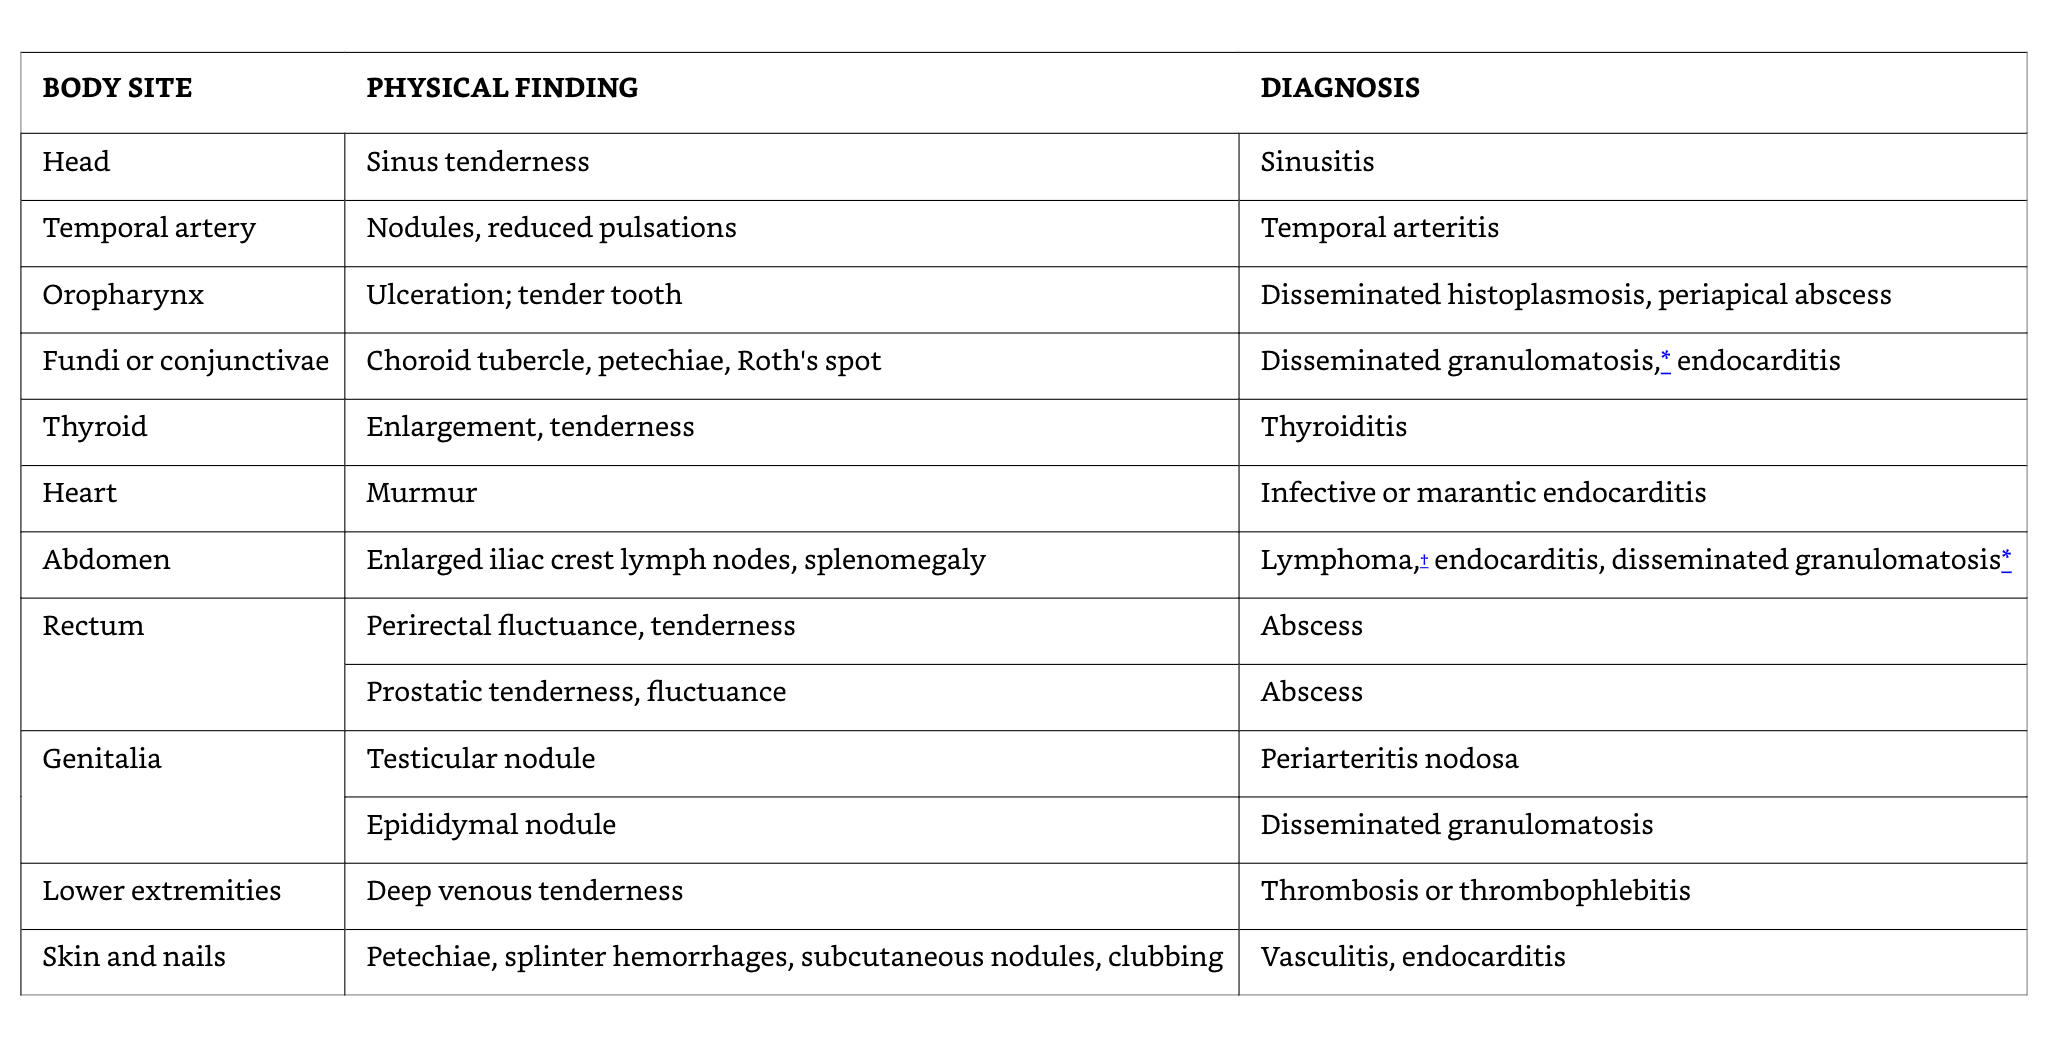 BODY SITE PHYSICAL FINDING DIAGNOSIS
Head Sinus tenderness Sinusitis
Temporal artery Nodules, reduced pulsations Temporal arteritis
Oropharynx Ulceration; tender tooth Disseminated histoplasmosis, periapical abscess
Fundi or conjunctivae Choroid tubercle, petechiae, Roth's spot Disseminated granulomatosis,* endocarditis
Thyroid Enlargement, tenderness Thyroiditis
Heart Murmur Infective or marantic endocarditis
Abdomen Enlarged iliac crest lymph nodes, splenomegaly Lymphoma,† endocarditis, disseminated granulomatosis*
Rectum Perirectal fluctuance, tenderness Abscess
Prostatic tenderness, fluctuance Abscess
Genitalia Testicular nodule Periarteritis nodosa
Epididymal nodule Disseminated granulomatosis
Lower extremities Deep venous tenderness Thrombosis or thrombophlebitis
Skin and nails Petechiae, splinter hemorrhages, subcutaneous nodules, clubbing Vasculitis, endocarditis